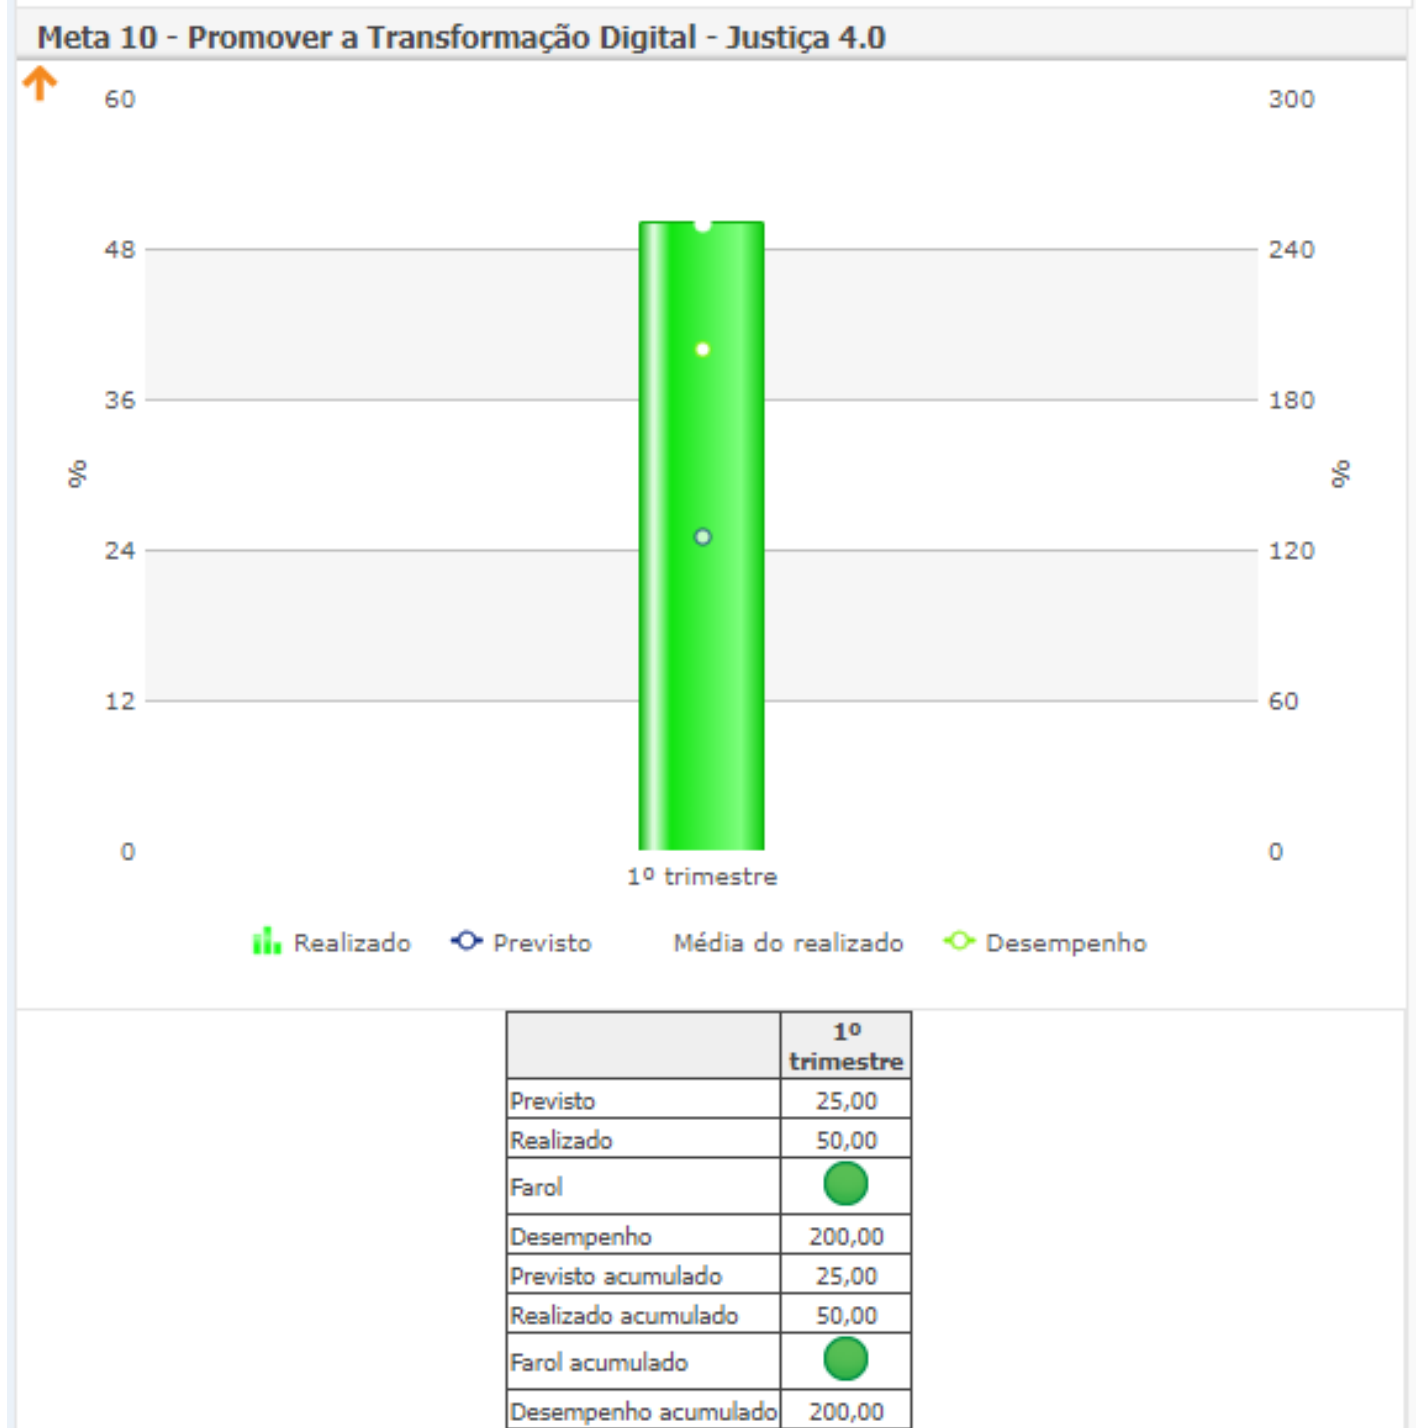 Meta 10 - Promover a Transformação Digital - Justiça 4.0
60 300
48 240
36 180
% %
24 120
12 60
0 0
1º trimestre
Realizado Previsto Média do realizado Desempenho
1º
trimestre
Previsto 25,00
Realizado 50,00
Farol
Desempenho 200,00
Previsto acumulado 25,00
Realizado acumulado 50,00
Farol acumulado
Desempenho acumulado 200,00